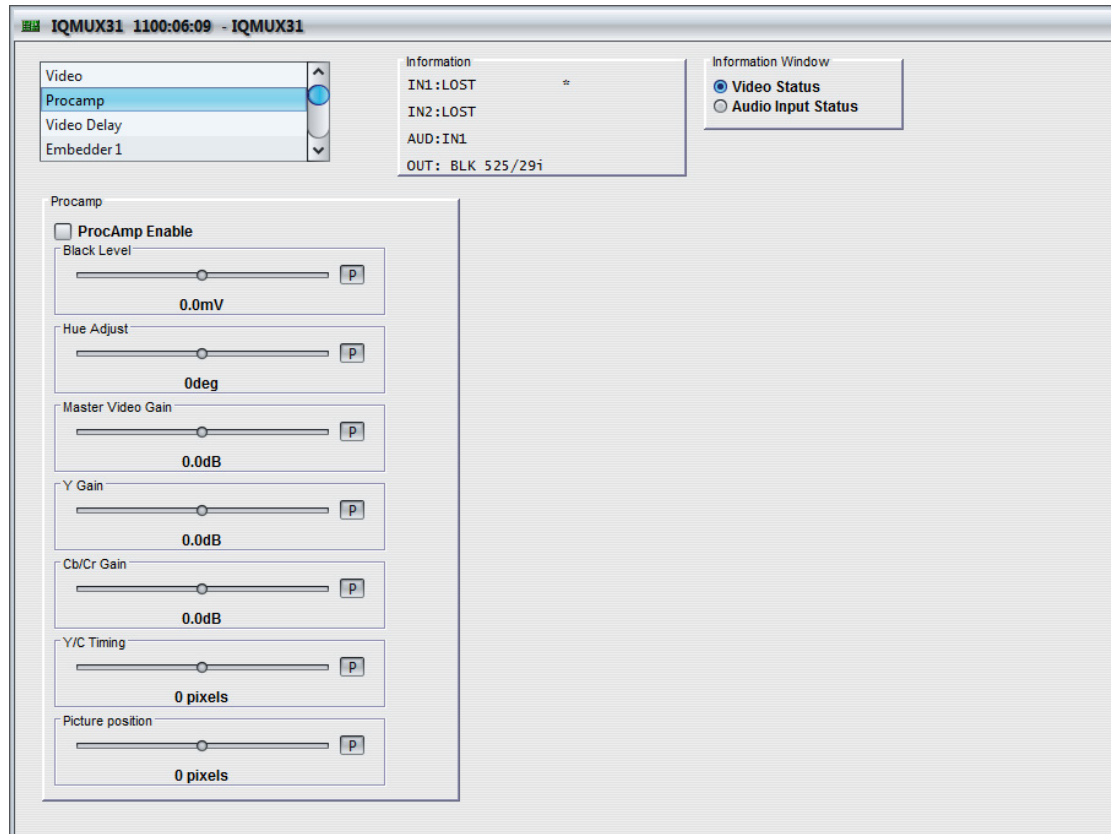 IQMUX31 1100:06:09 - IQMUX31
Video
Procamp
Video Delay
Embedder 1
Information
IN1:LOST *
IN2:LOST
AUD:IN1
OUT: BLK 525/29i
Information Window
Video Status
Audio Input Status
Procamp
ProcAmp Enable
Black Level
P
0.0mV
Hue Adjust
P
0deg
Master Video Gain
P
0.0dB
Y Gain
P
0.0dB
Cb/Cr Gain
P
0.0dB
Y/C Timing
P
0 pixels
Picture position
P
0 pixels